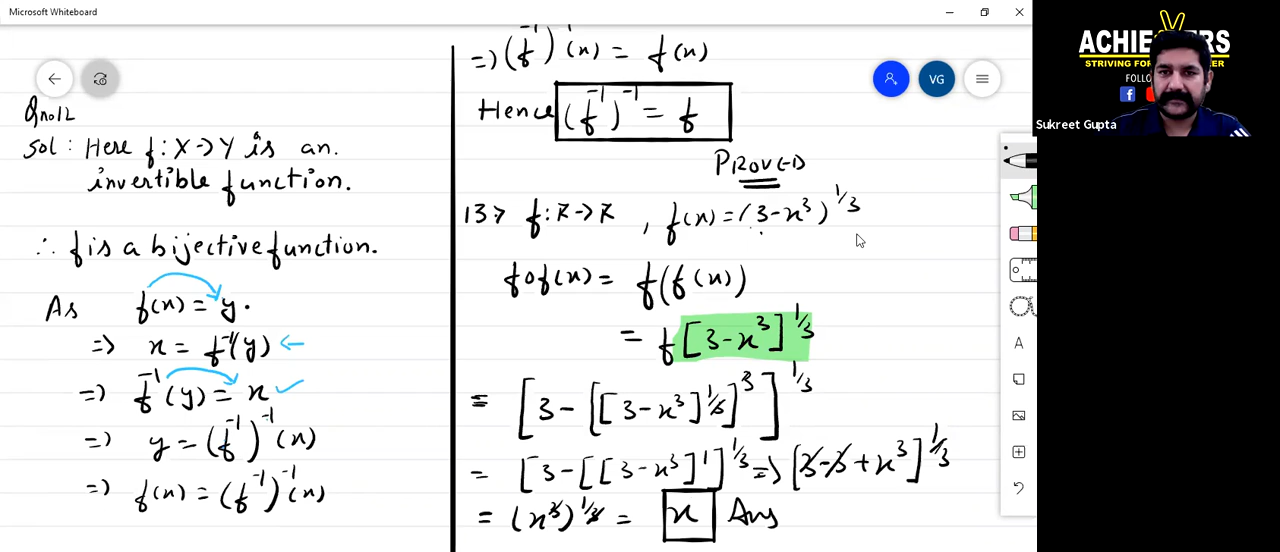 Microsoft Whiteboard
VG
Qno12
Sol : Here f : X → Y is an
invertible function.
∴ f is a bijective function.
As f(x) = y.
=> x = f⁻¹(y) ←
=> f⁻¹(y) = x ✓
=> y = (f⁻¹)⁻¹(x)
=> f(x) = (f⁻¹)⁻¹(x)
=> (f⁻¹)⁻¹(x) = f(x)
Hence (f⁻¹)⁻¹ = f
PROVED
13> f : R → R , f(x) = (3 - x³)^1/3
fof(x) = f(f(x))
= f[3 - x³]^1/3
= [3 - [[3 - x³]^1/3]³]^1/3
= [3 - [[3 - x³]^1]^1/3 => [3 - 3 + x³]^1/3
= (x³)^1/3 = x Ans
A
ACHIEVERS
FOLL
Sukreet Gupta